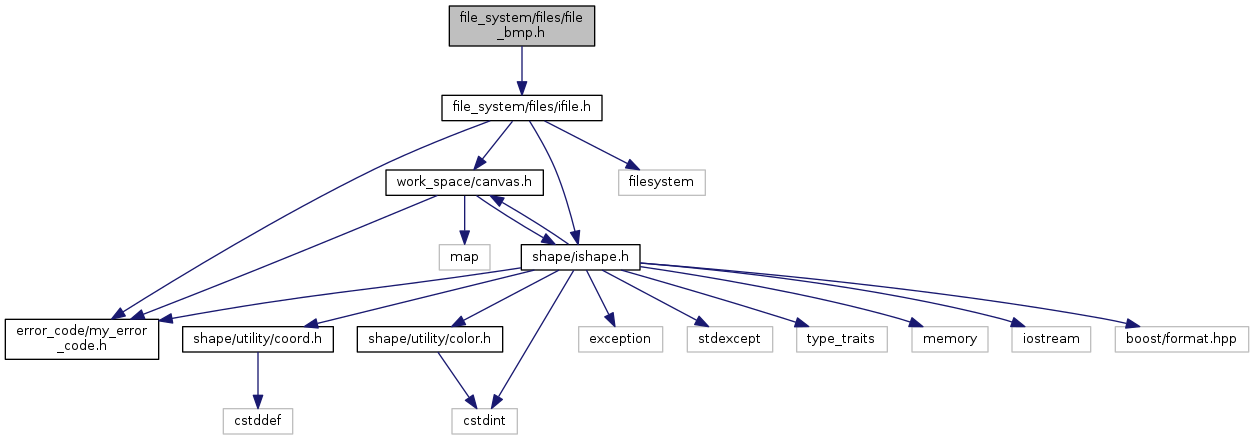 file_system/files/file
_bmp.h
file_system/files/ifile.h
work_space/canvas.h
filesystem
map
shape/ishape.h
error_code/my_error
_code.h
shape/utility/coord.h
shape/utility/color.h
exception
stdexcept
type_traits
memory
iostream
boost/format.hpp
cstddef
cstdint